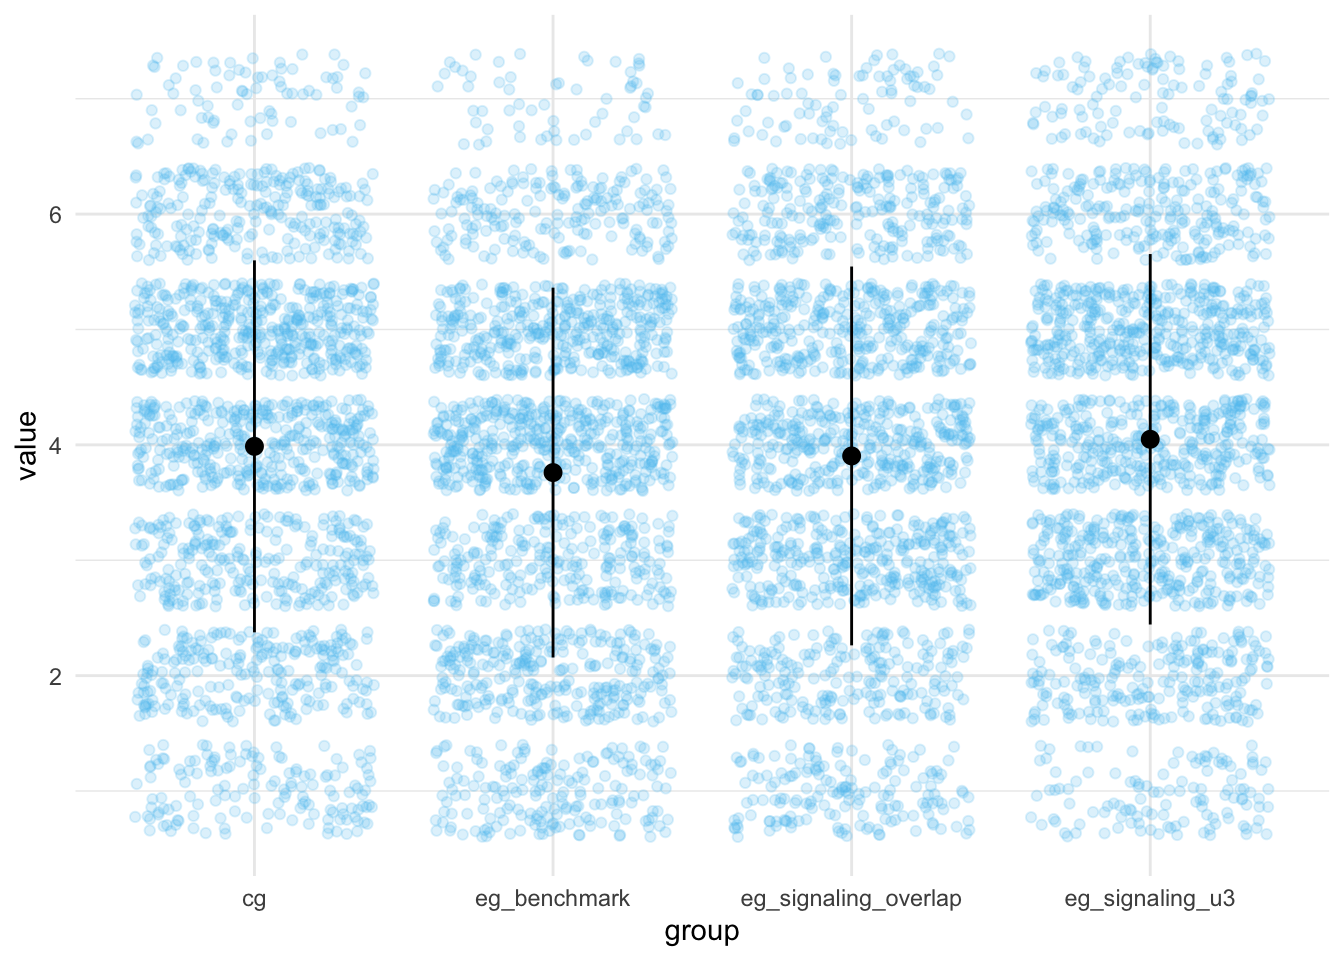 value
6
4
2
cg
eg_benchmark
eg_signaling_overlap
eg_signaling_u3
group